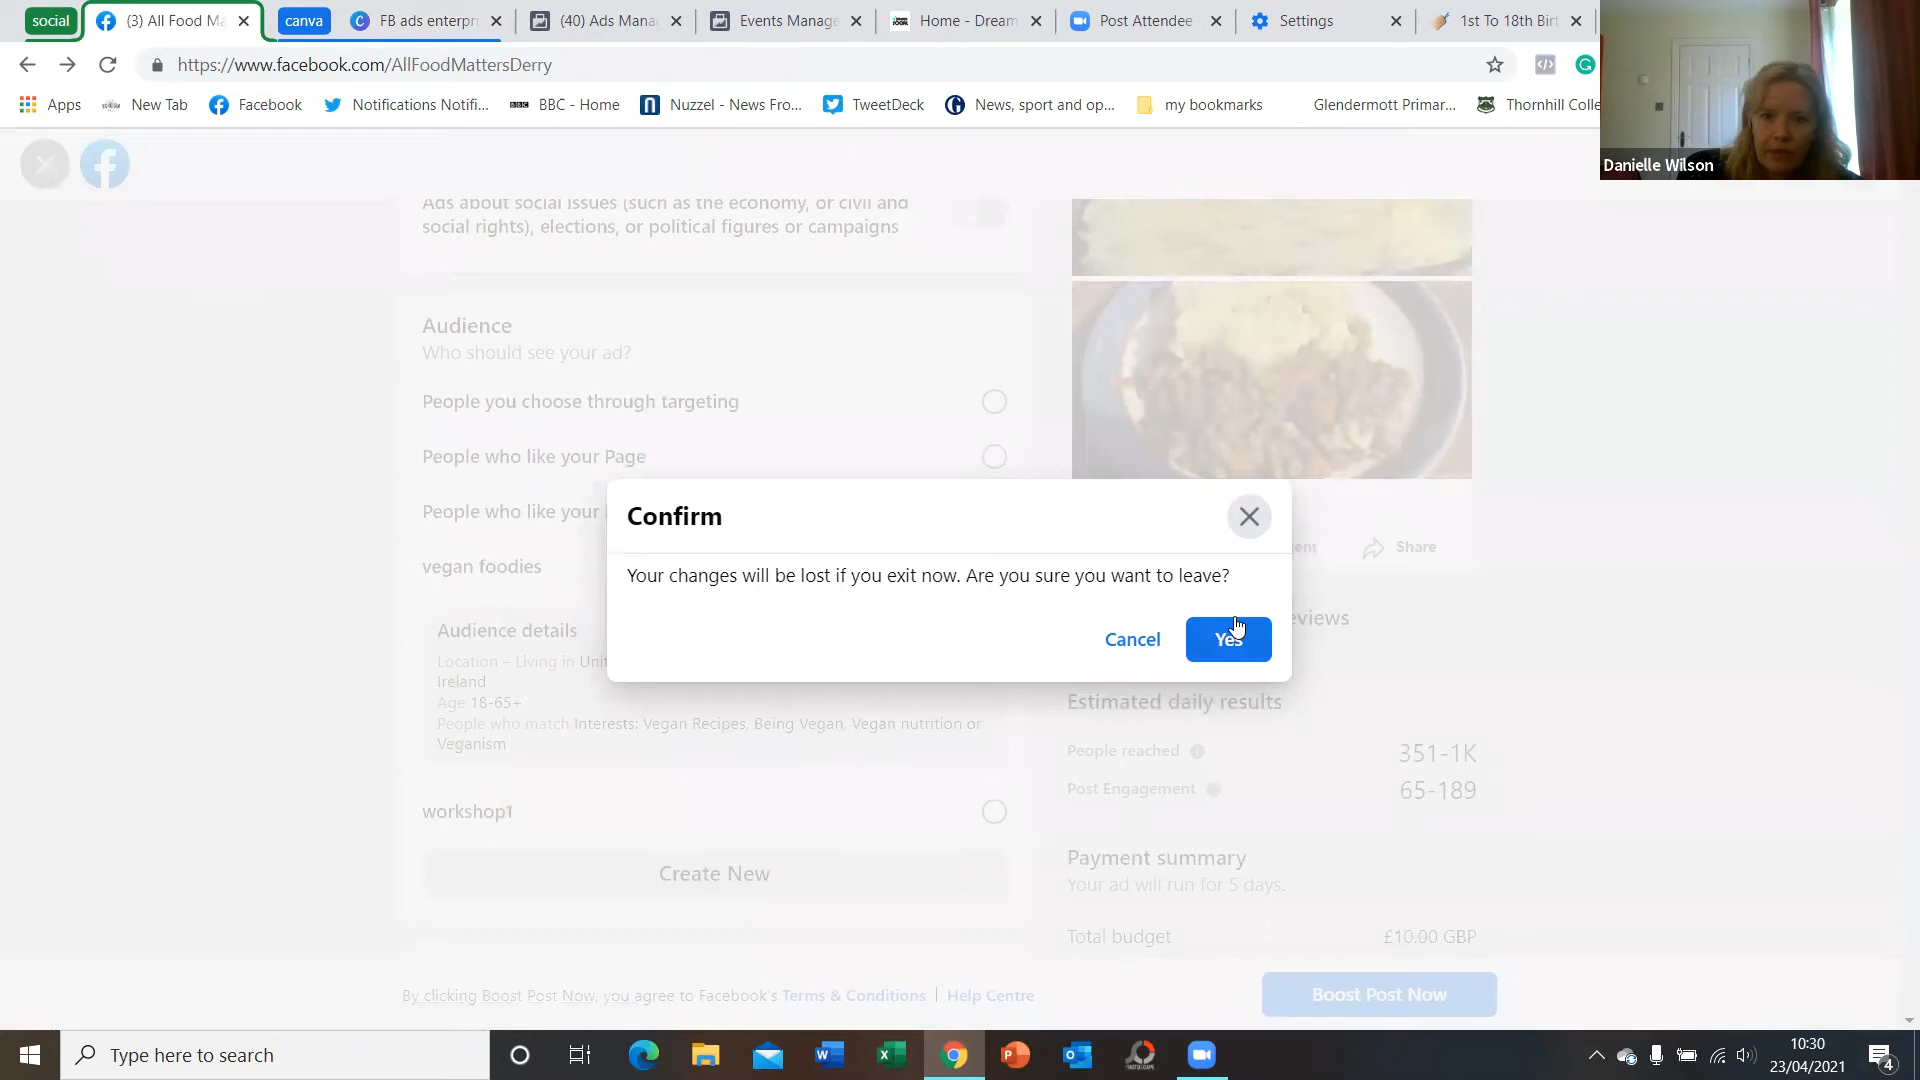 social
(3) All Food Ma
canva
FB ads enterpri
(40) Ads Mana
Events Manage
Home - Dream
Post Attendee
Settings
1st To 18th Birt
https://www.facebook.com/AllFoodMattersDerry
Apps
New Tab
Facebook
Notifications Notifi...
BBC - Home
Nuzzel - News Fro...
TweetDeck
News, sport and op...
my bookmarks
Glendermott Primar...
Thornhill Colle
Danielle Wilson
Ads about social issues (such as the economy, or civil and
social rights), elections, or political figures or campaigns
Audience
Who should see your ad?
People you choose through targeting
People who like your Page
People who like your
vegan foodies
Audience details
Location – Living in Unit
Ireland
Age 18-65+
People who match Interests: Vegan Recipes, Being Vegan, Vegan nutrition or
Veganism
workshop1
Create New
Confirm
Your changes will be lost if you exit now. Are you sure you want to leave?
Cancel
Yes
Share
Estimated daily results
People reached
351-1K
Post Engagement
65-189
Payment summary
Your ad will run for 5 days.
Total budget
£10.00 GBP
By clicking Boost Post Now, you agree to Facebook's Terms & Conditions | Help Centre
Boost Post Now
Type here to search
10:30
23/04/2021
4